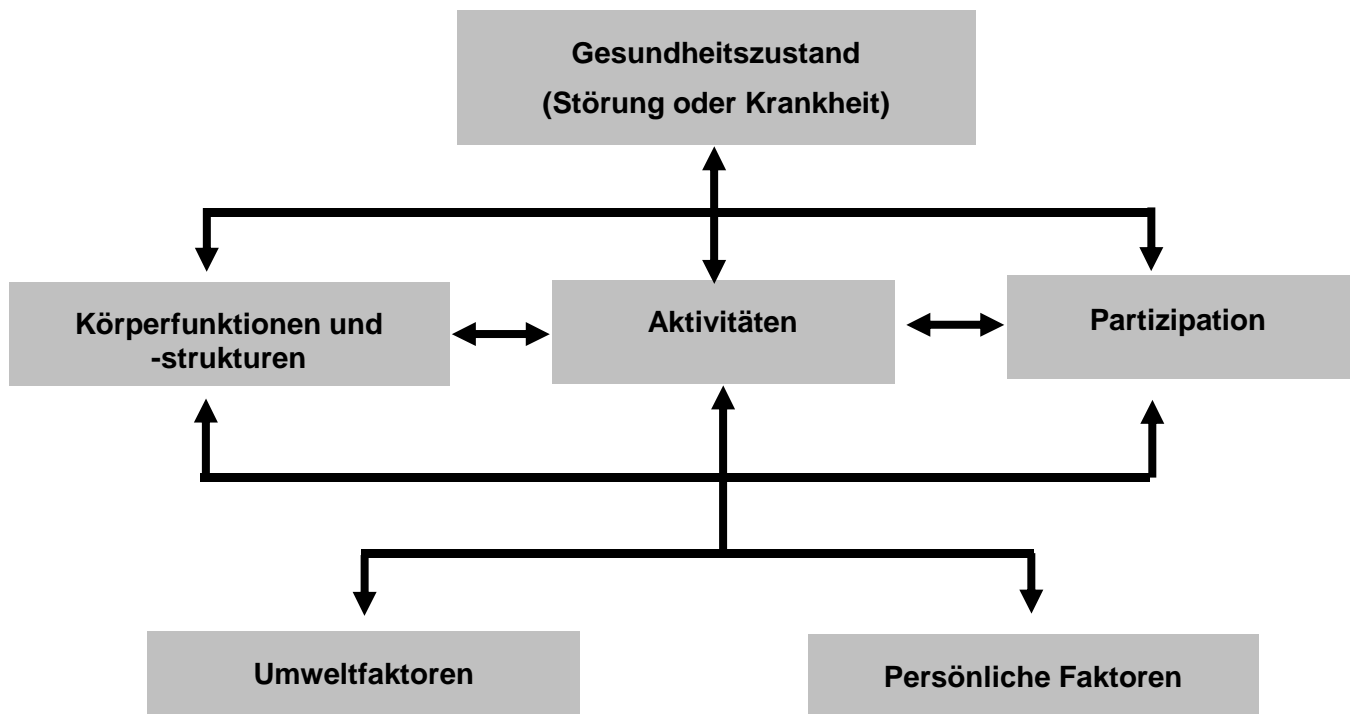 Gesundheitszustand
(Störung oder Krankheit)
Körperfunktionen und
-strukturen
Aktivitäten
Partizipation
Umweltfaktoren
Persönliche Faktoren